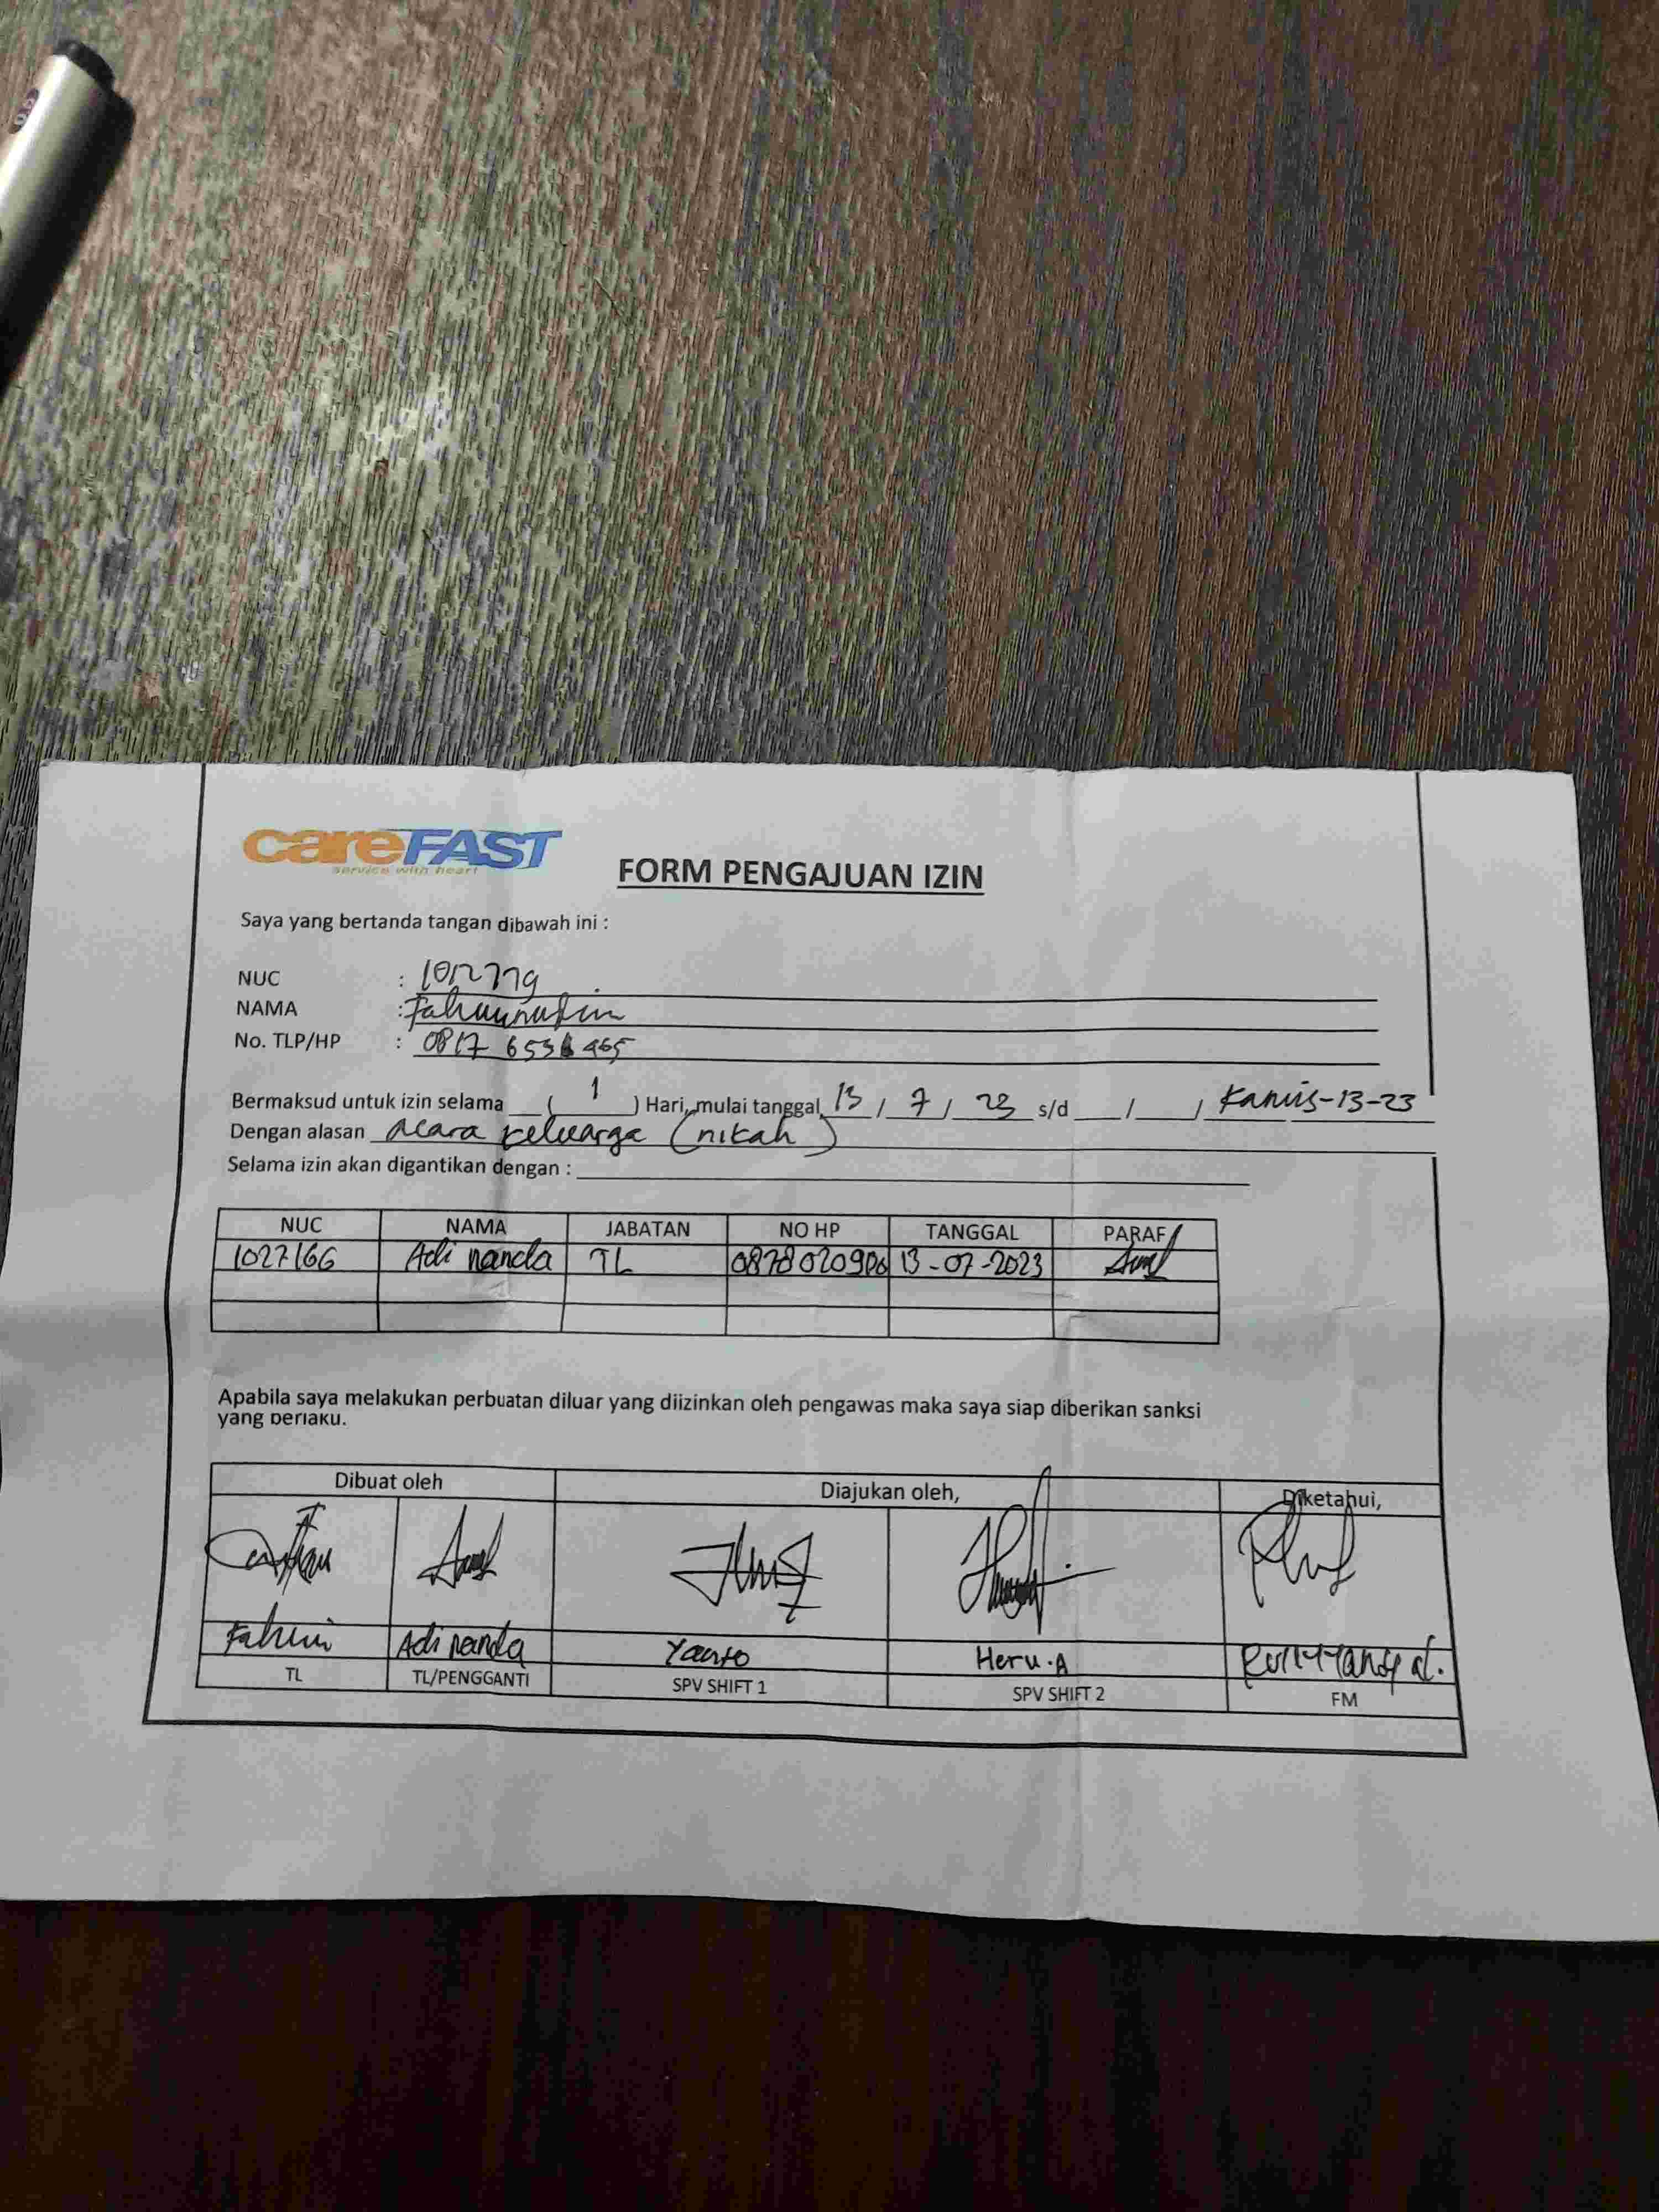 careFAST
service with heart
FORM PENGAJUAN IZIN
Saya yang bertanda tangan dibawah ini :
NUC : 1012779
NAMA :
No. TLP/HP : 0817
Bermaksud untuk izin selama ( 1 ) Hari, mulai tanggal 13 / 7 / 23 s/d / / Kamis-13-23
Dengan alasan acara keluarga (nikah)
Selama izin akan digantikan dengan :
NUC NAMA JABATAN NO HP TANGGAL PARAF
1027166 Adi nanda TL 13-07-2023
Apabila saya melakukan perbuatan diluar yang diizinkan oleh pengawas maka saya siap diberikan sanksi
yang berlaku.
Dibuat oleh Diajukan oleh, Diketahui,
Fahmi Adi nanda Yanto Heru.A
TL TL/PENGGANTI SPV SHIFT 1 SPV SHIFT 2 FM